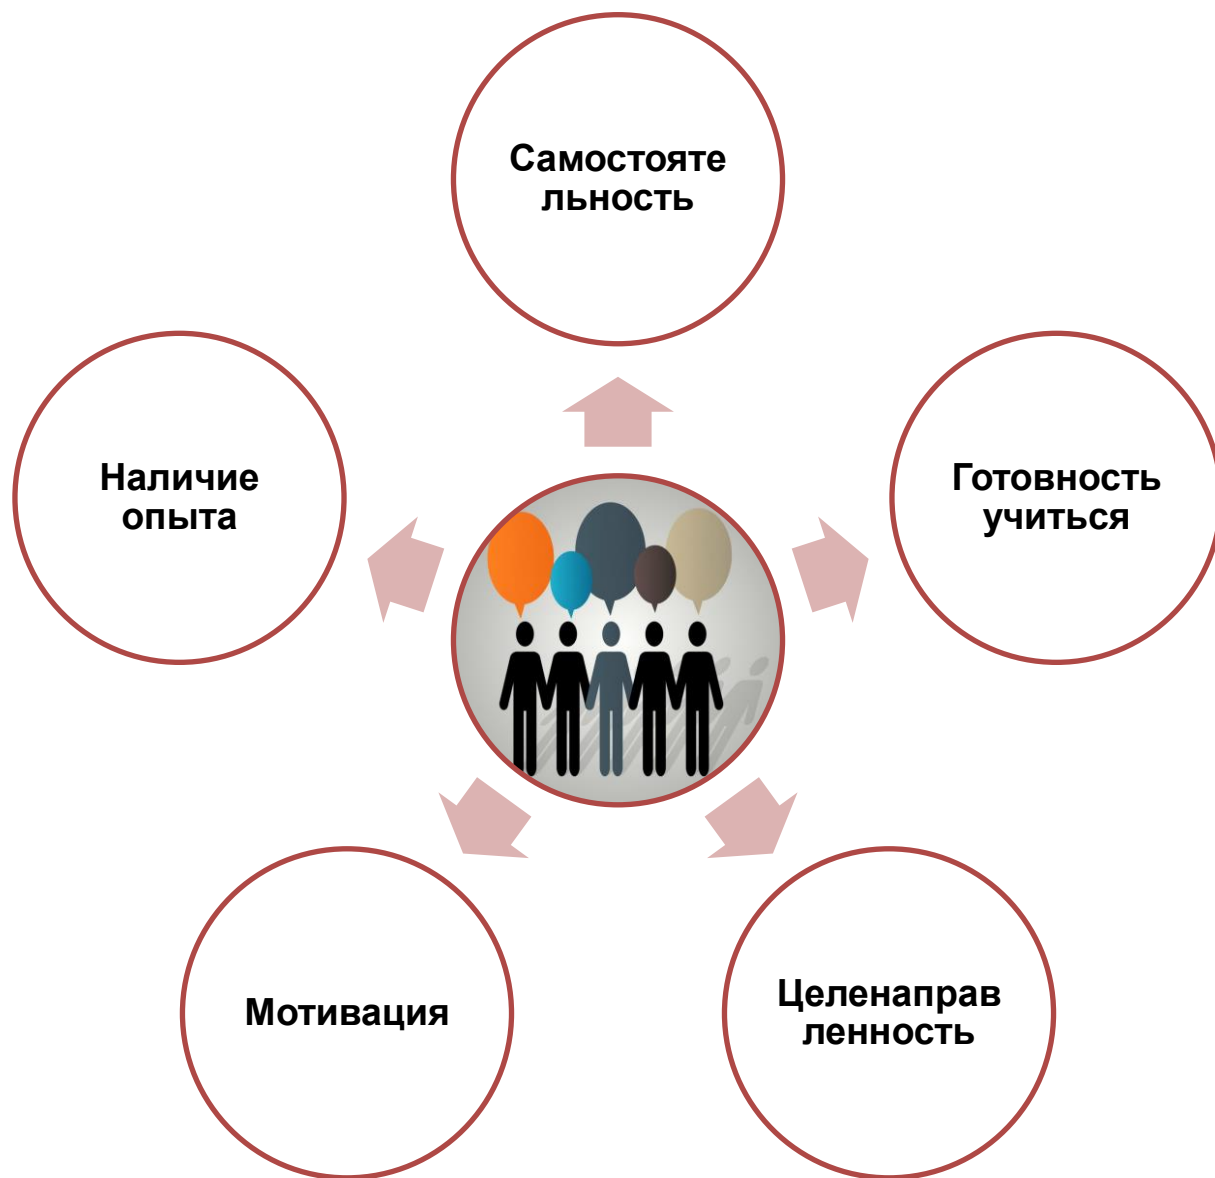 Самостояте
льность
Наличие
опыта
Готовность
учиться
Мотивация
Целенаправ
ленность